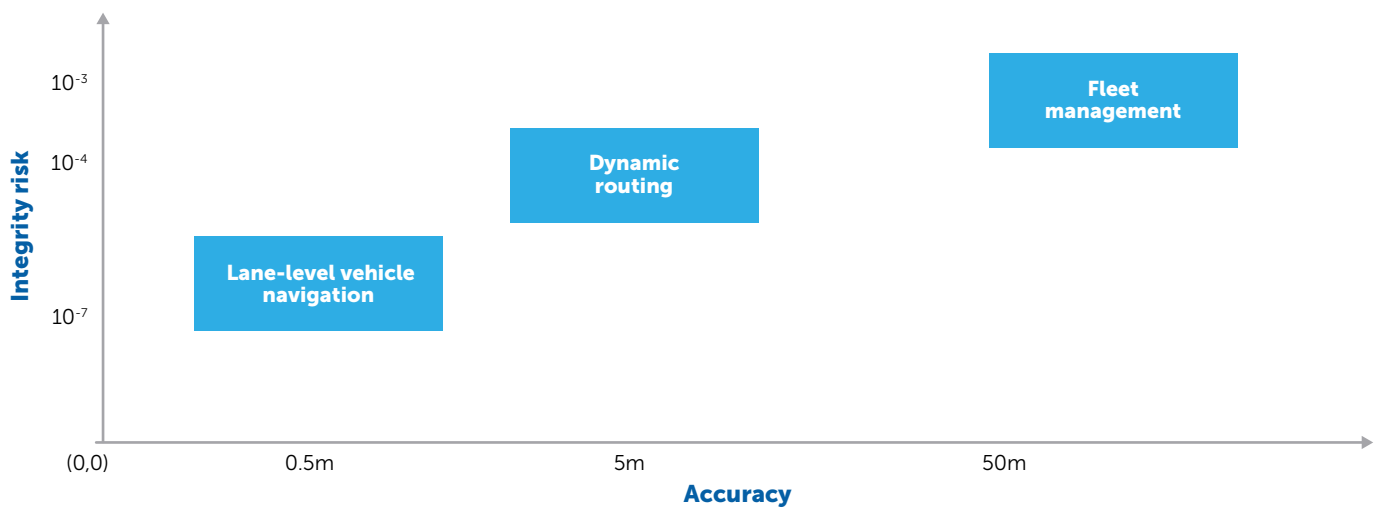 Integrity risk
10⁻³
10⁻⁴
10⁻⁷
Fleet
management
Dynamic
routing
Lane-level vehicle
navigation
(0,0)
0.5m
5m
50m
Accuracy